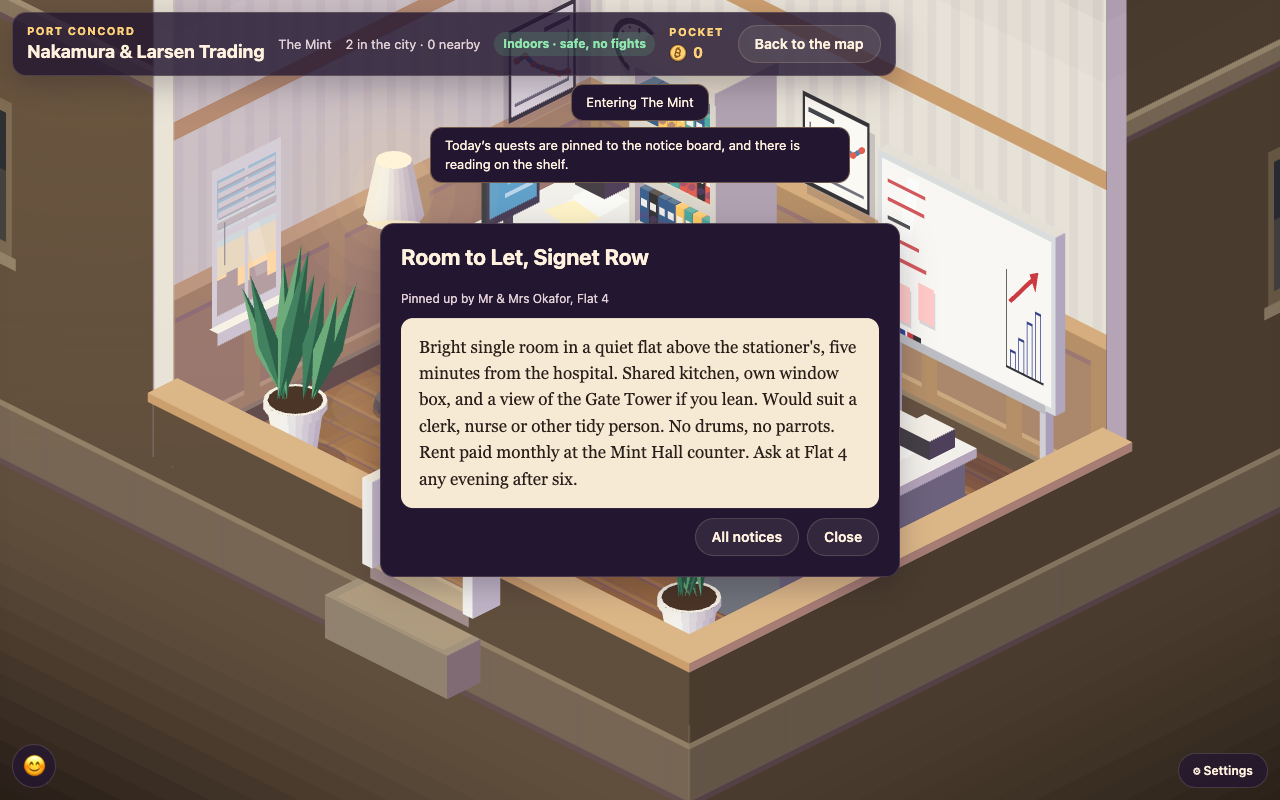 PORT CONCORD
Nakamura & Larsen Trading
The Mint
2 in the city · 0 nearby
Indoors · safe, no fights
POCKET
0
Back to the map
Entering The Mint
Today's quests are pinned to the notice board, and there is
reading on the shelf.
Room to Let, Signet Row
Pinned up by Mr & Mrs Okafor, Flat 4
Bright single room in a quiet flat above the stationer's, five
minutes from the hospital. Shared kitchen, own window
box, and a view of the Gate Tower if you lean. Would suit a
clerk, nurse or other tidy person. No drums, no parrots.
Rent paid monthly at the Mint Hall counter. Ask at Flat 4
any evening after six.
All notices
Close
Settings